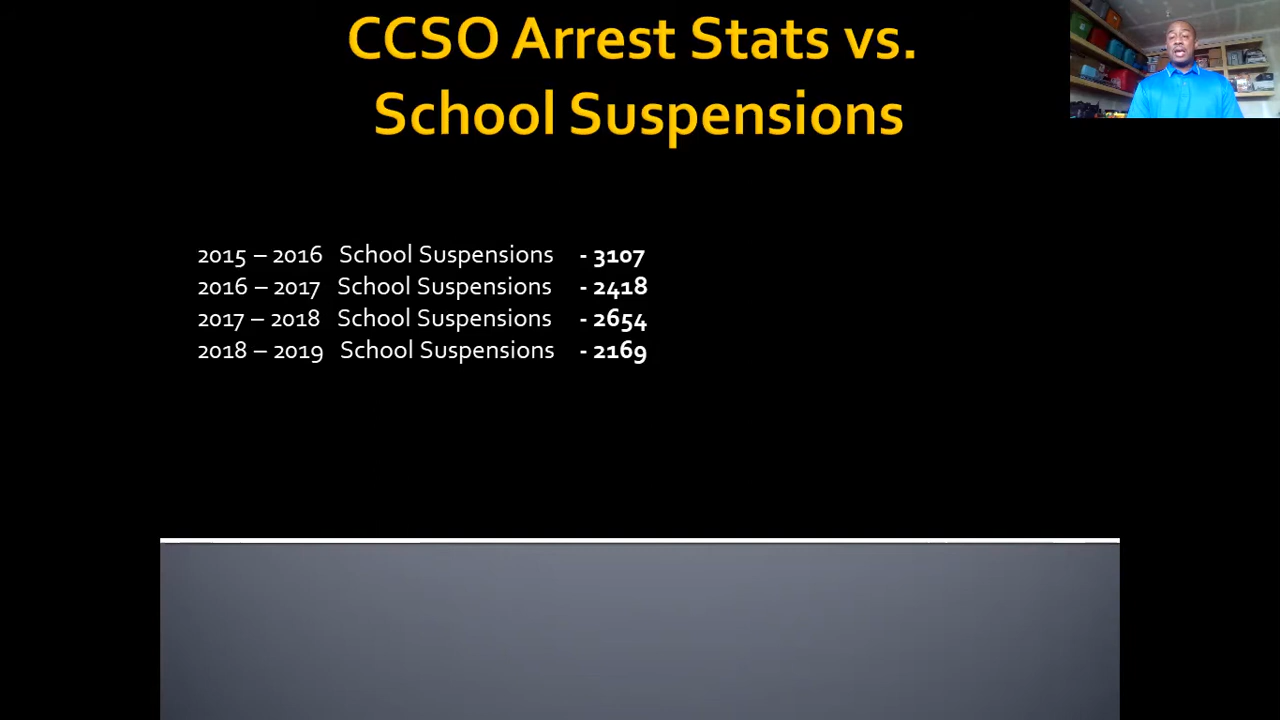 CCSO Arrest Stats vs.
School Suspensions
2015 – 2016 School Suspensions - 3107
2016 – 2017 School Suspensions - 2418
2017 – 2018 School Suspensions - 2654
2018 – 2019 School Suspensions - 2169